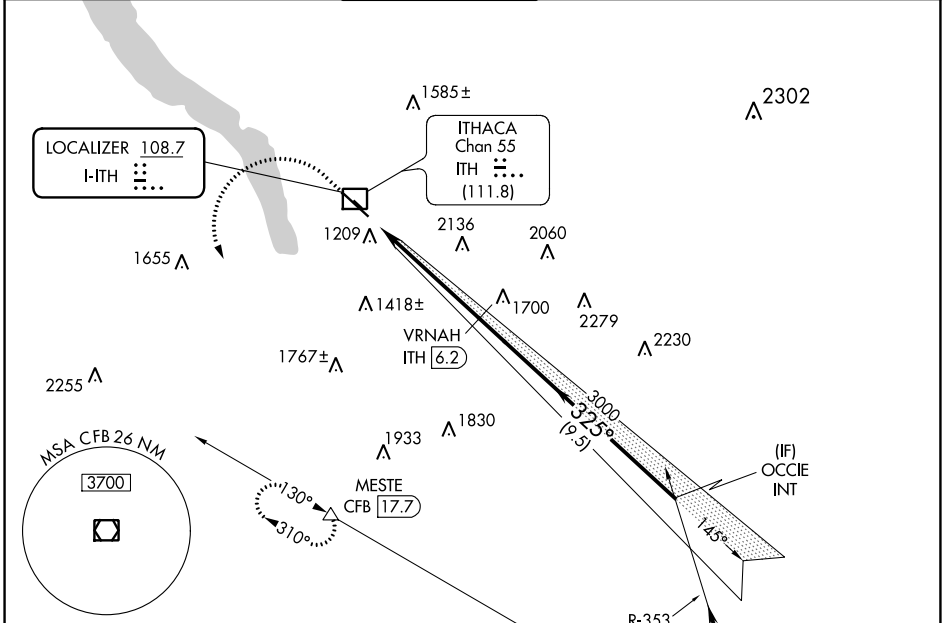 1585±
2302
LOCALIZER 108.7
I-ITH
ITHACA
Chan 55
ITH
(111.8)
1209
2136
2060
1655
1418±
1700
2279
VRNAH
ITH 6.2
2230
1767±
2255
3000
325°
(9.5)
1933
1830
MSA CFB 26 NM
3700
(IF)
OCCIE
INT
130°
310°
MESTE
CFB 17.7
145°
R-353